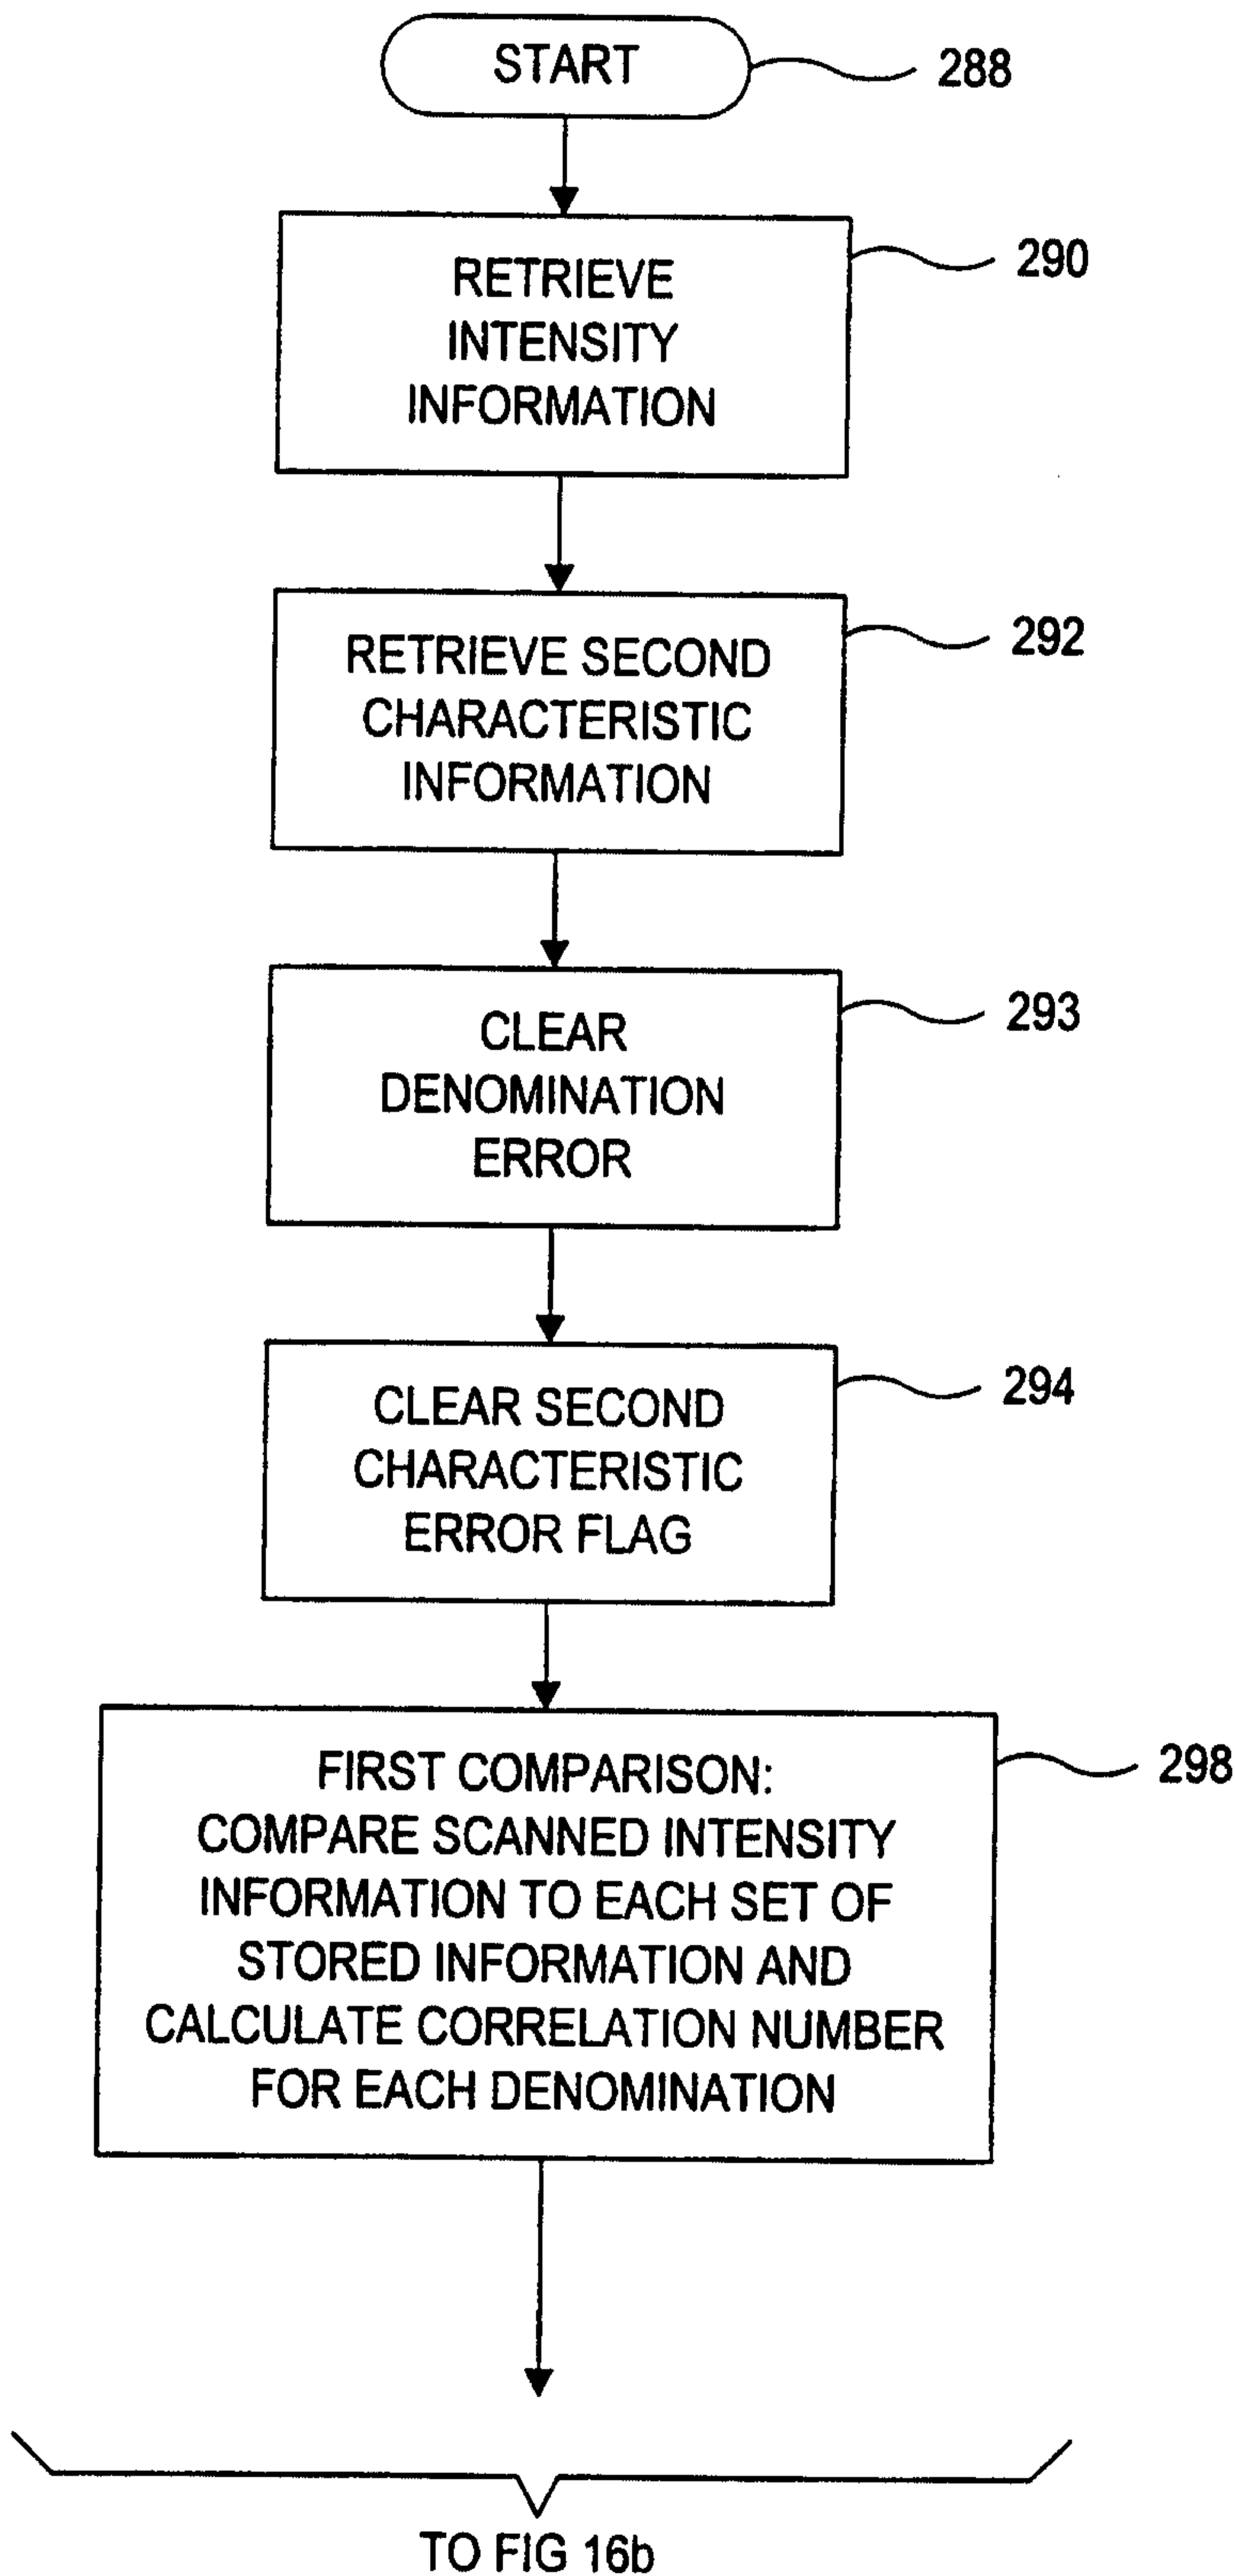 START
288
RETRIEVE
INTENSITY
INFORMATION
290
RETRIEVE SECOND
CHARACTERISTIC
INFORMATION
292
CLEAR
DENOMINATION
ERROR
293
CLEAR SECOND
CHARACTERISTIC
ERROR FLAG
294
FIRST COMPARISON:
COMPARE SCANNED INTENSITY
INFORMATION TO EACH SET OF
STORED INFORMATION AND
CALCULATE CORRELATION NUMBER
FOR EACH DENOMINATION
298
TO FIG 16b